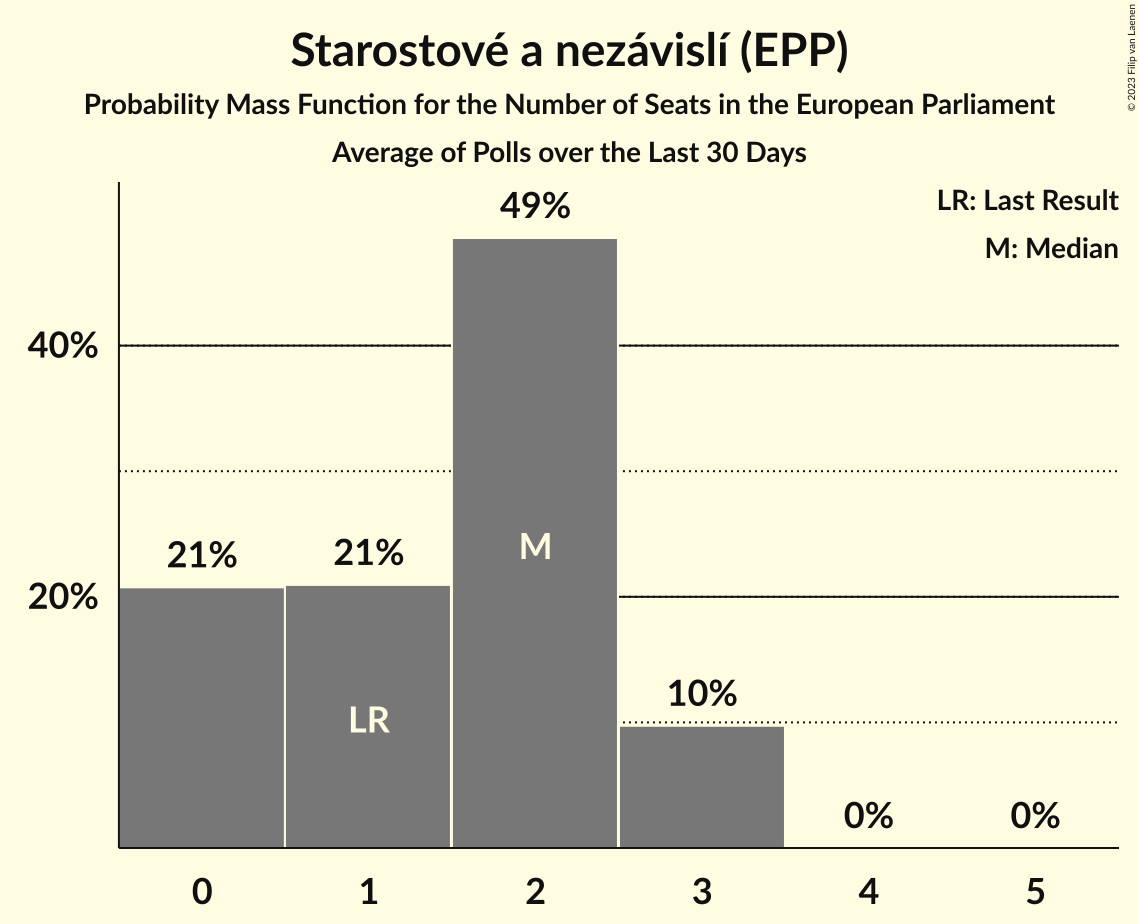 Starostové a nezávislí (EPP)
Probability Mass Function for the Number of Seats in the European Parliament
Average of Polls over the Last 30 Days
© 2023 Filip van Laenen
LR: Last Result
M: Median
49%
40%
M
21%
21%
20%
LR
10%
0%
0%
0
1
2
3
4
5